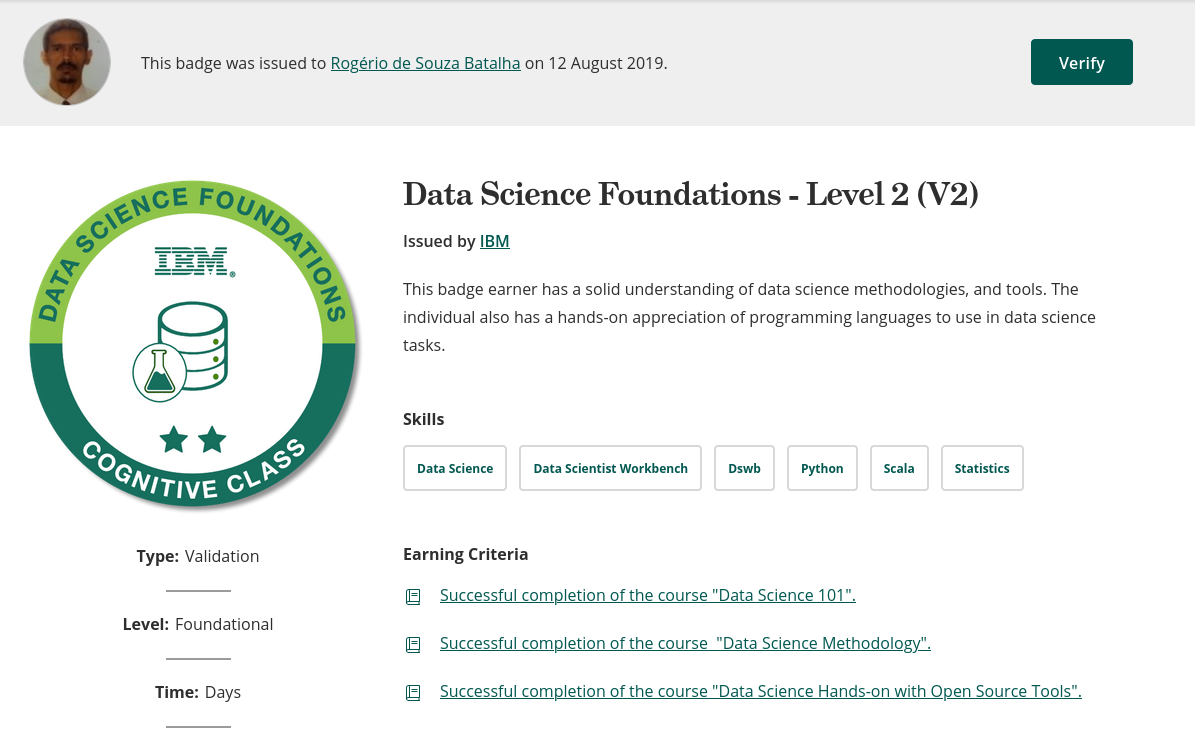 This badge was issued to Rogério de Souza Batalha on 12 August 2019.
Verify
DATA SCIENCE FOUNDATIONS
IBM®
COGNITIVE CLASS
Type: Validation
Level: Foundational
Time: Days
Data Science Foundations - Level 2 (V2)
Issued by IBM
This badge earner has a solid understanding of data science methodologies, and tools. The
individual also has a hands-on appreciation of programming languages to use in data science
tasks.
Skills
Data Science Data Scientist Workbench Dswb Python Scala Statistics
Earning Criteria
Successful completion of the course "Data Science 101".
Successful completion of the course  "Data Science Methodology".
Successful completion of the course "Data Science Hands-on with Open Source Tools".